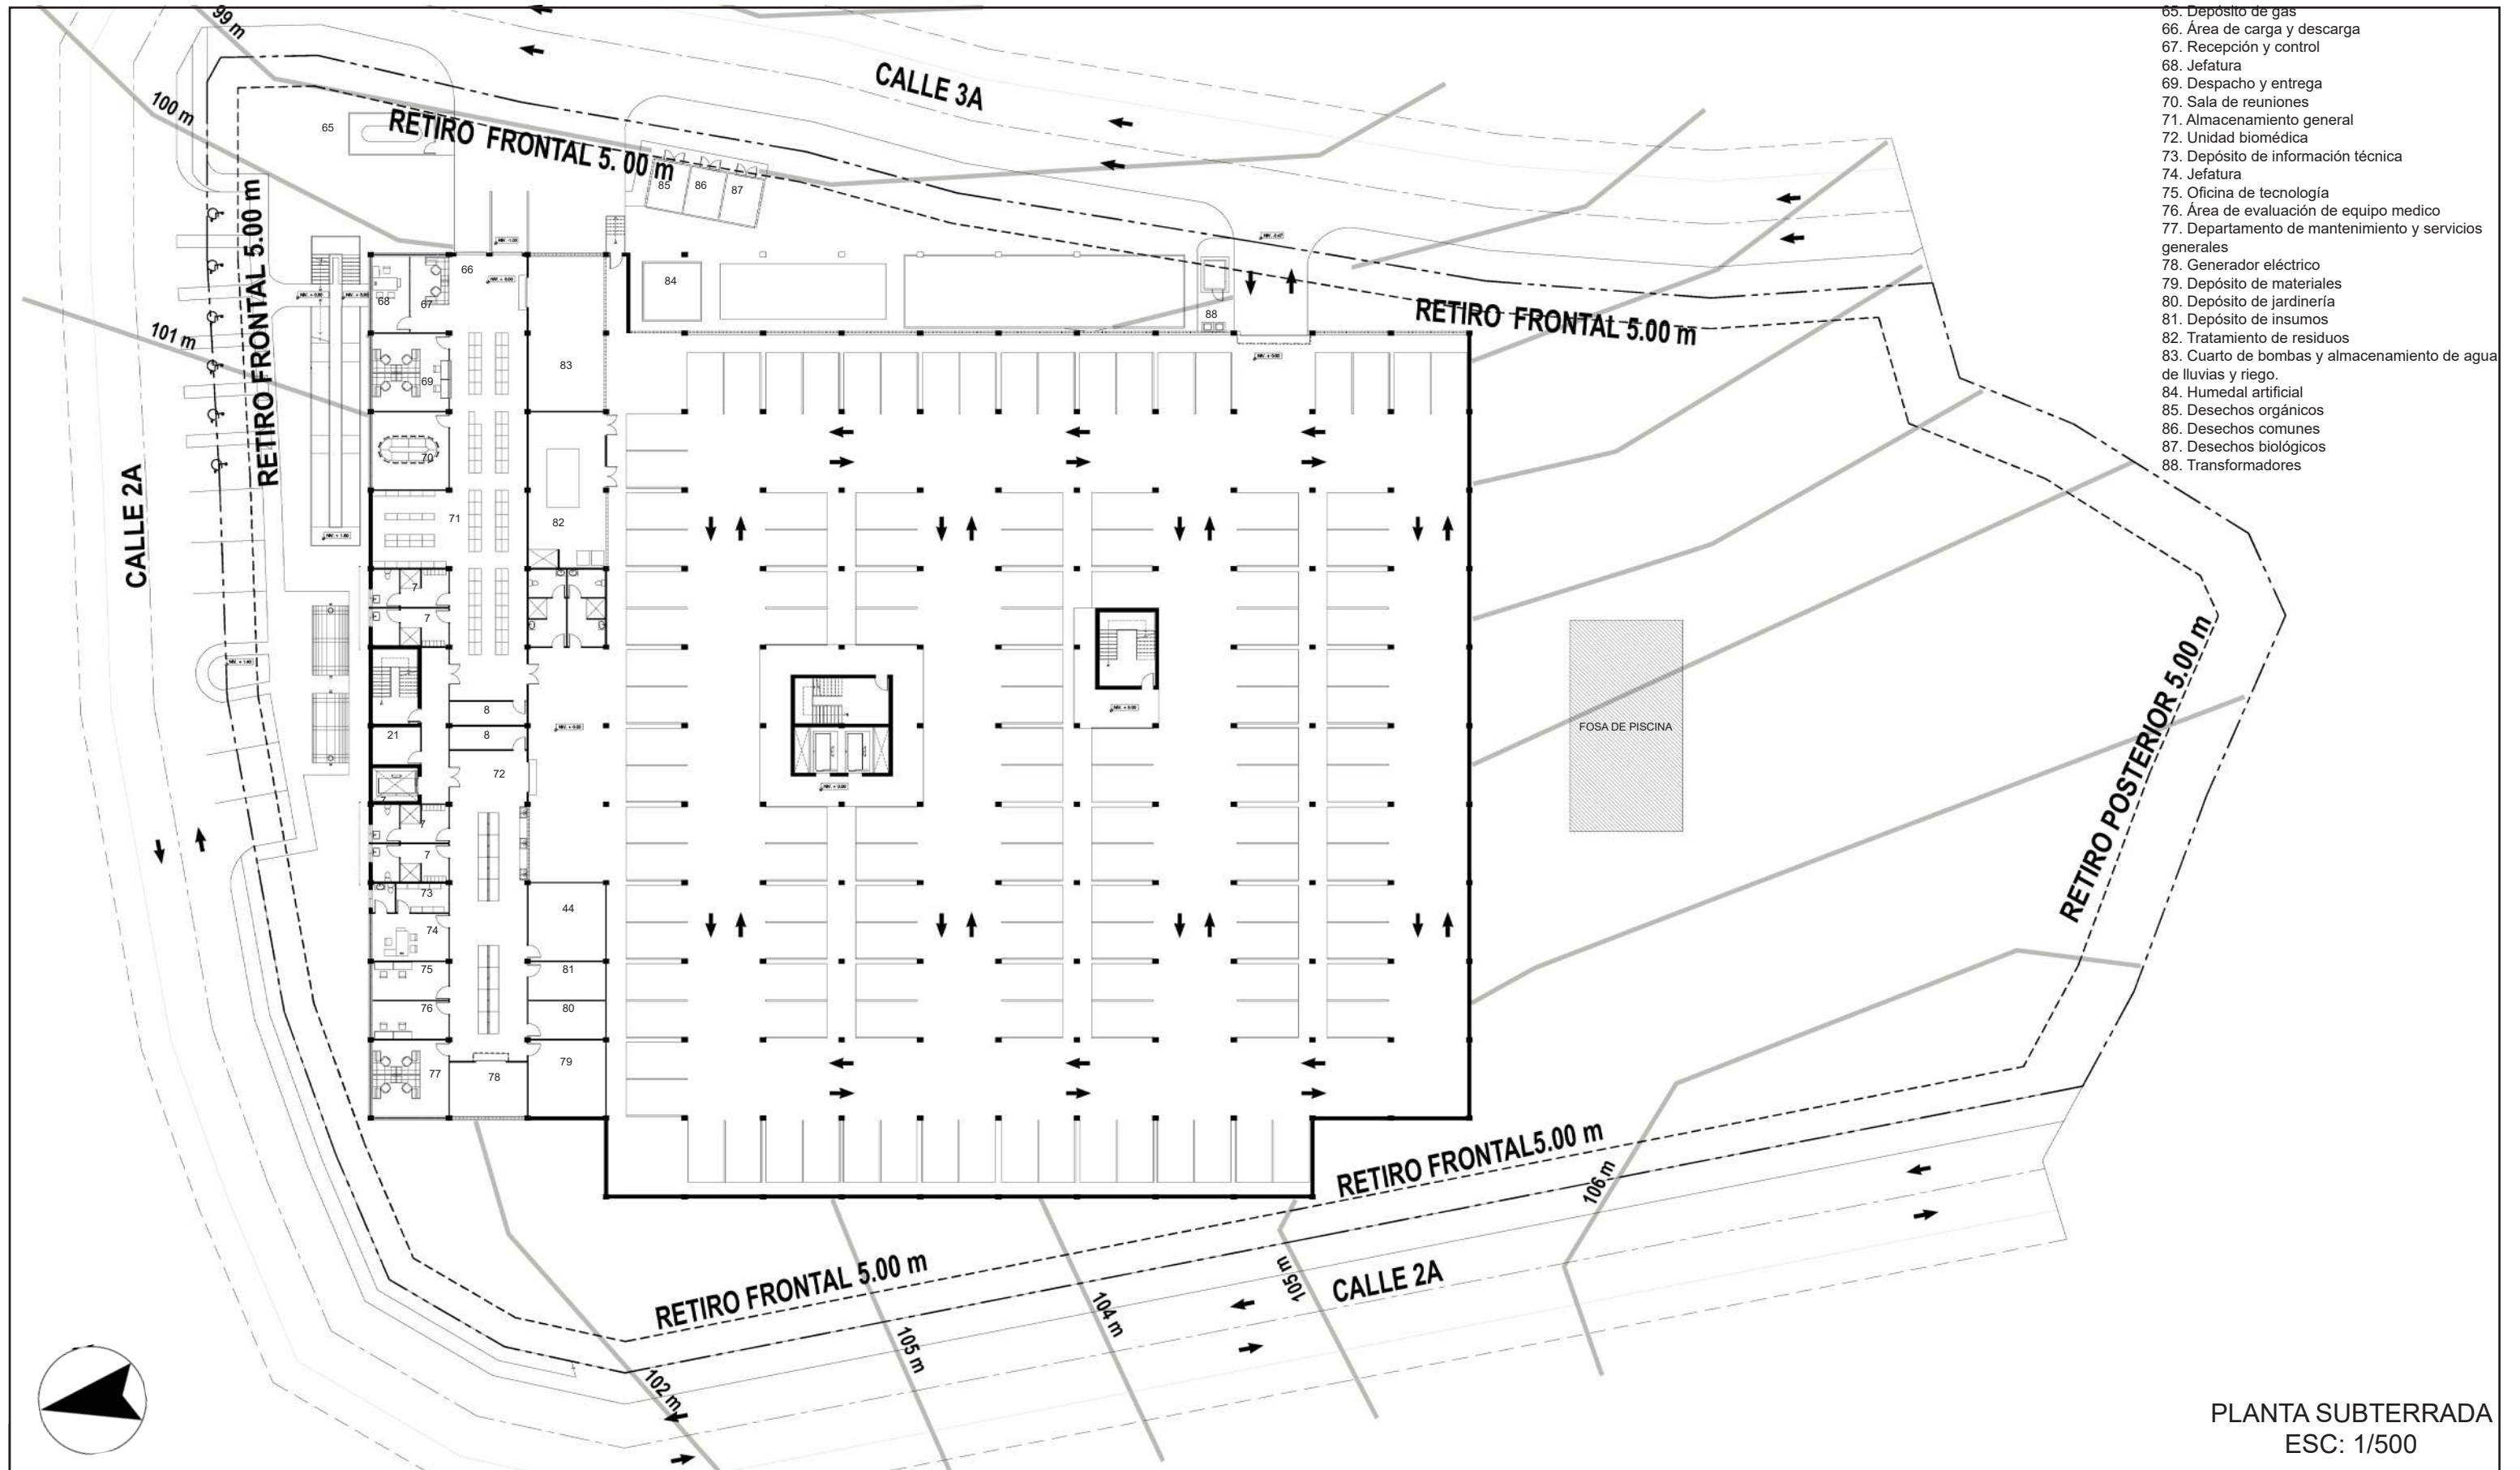 65. Depósito de gas
66. Área de carga y descarga
67. Recepción y control
68. Jefatura
69. Despacho y entrega
70. Sala de reuniones
71. Almacenamiento general
72. Unidad biomédica
73. Depósito de información técnica
74. Jefatura
75. Oficina de tecnología
76. Área de evaluación de equipo medico
77. Departamento de mantenimiento y servicios
generales
78. Generador eléctrico
79. Depósito de materiales
80. Depósito de jardinería
81. Depósito de insumos
82. Tratamiento de residuos
83. Cuarto de bombas y almacenamiento de agua
de lluvias y riego.
84. Humedal artificial
85. Desechos orgánicos
86. Desechos comunes
87. Desechos biológicos
88. Transformadores
99 m
100 m
101 m
CALLE 3A
RETIRO FRONTAL 5. 00 m
RETIRO FRONTAL 5.00 m
RETIRO FRONTAL 5.00 m
CALLE 2A
65
85
86
87
66
68
67
84
88
83
69
70
71
82
7
7
8
21
8
72
7
7
7
73
44
74
75
81
76
80
77
78
79
FOSA DE PISCINA
RETIRO POSTERIOR 5.00 m
RETIRO FRONTAL5.00 m
106 m
RETIRO FRONTAL 5.00 m
105 m
CALLE 2A
104 m
105 m
102 m
PLANTA SUBTERRADA
ESC: 1/500